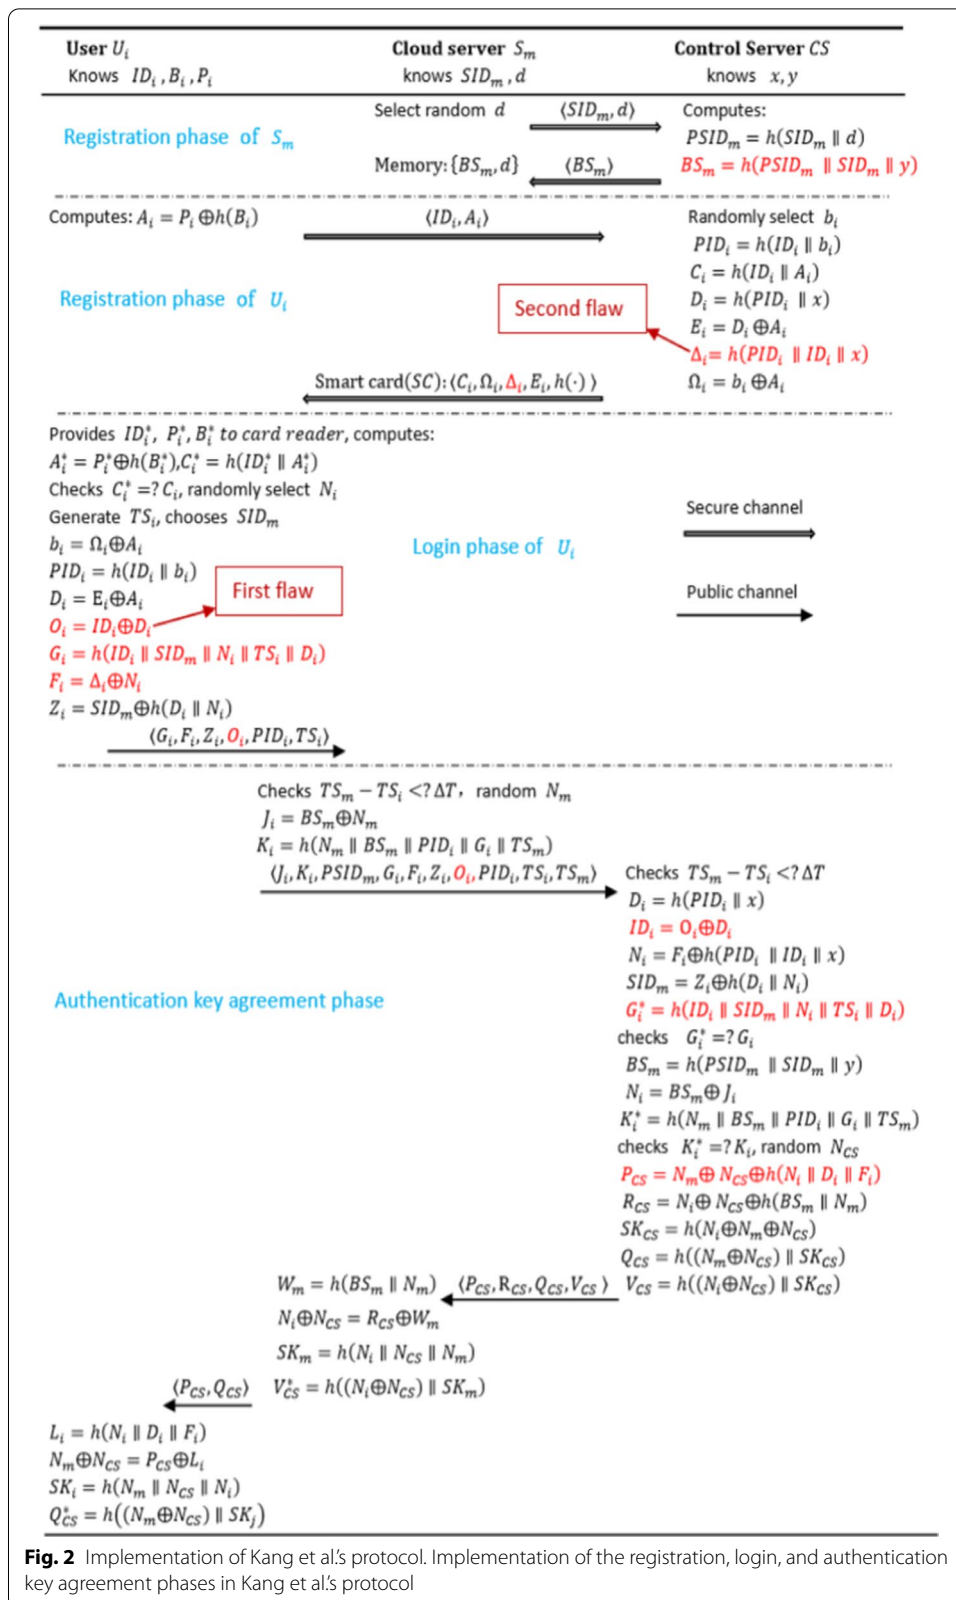 User U_i Cloud server S_m Control Server CS
Knows ID_i, B_i, P_i knows SID_m, d knows x, y
Select random d ⟨SID_m, d⟩ Computes:
Registration phase of S_m PSID_m = h(SID_m ∥ d)
Memory: {BS_m, d} ⟨BS_m⟩ BS_m = h(PSID_m ∥ SID_m ∥ y)
Computes: A_i = P_i ⊕h(B_i) ⟨ID_i, A_i⟩ Randomly select b_i
PID_i = h(ID_i ∥ b_i)
C_i = h(ID_i ∥ A_i)
Registration phase of U_i Second flaw D_i = h(PID_i ∥ x)
E_i = D_i ⊕A_i
Δ_i= h(PID_i ∥ ID_i ∥ x)
Smart card(SC): ⟨C_i, Ω_i, Δ_i, E_i, h(·) ⟩ Ω_i = b_i ⊕A_i
Provides ID_i^*, P_i^*, B_i^* to card reader, computes:
A_i^* = P_i^*⊕h(B_i^*), C_i^* = h(ID_i^* ∥ A_i^*)
Checks C_i^* =? C_i, randomly select N_i
Generate TS_i, chooses SID_m
Secure channel
b_i = Ω_i⊕A_i
Login phase of U_i
PID_i = h(ID_i ∥ b_i)
First flaw
Public channel
D_i = E_i⊕A_i
O_i = ID_i⊕D_i
G_i = h(ID_i ∥ SID_m ∥ N_i ∥ TS_i ∥ D_i)
F_i = Δ_i⊕N_i
Z_i = SID_m⊕h(D_i ∥ N_i)
⟨G_i, F_i, Z_i, O_i, PID_i, TS_i⟩
Checks TS_m − TS_i <? ΔT, random N_m
J_i = BS_m⊕N_m
K_i = h(N_m ∥ BS_m ∥ PID_i ∥ G_i ∥ TS_m)
⟨J_i, K_i, PSID_m, G_i, F_i, Z_i, O_i, PID_i, TS_i, TS_m⟩ Checks TS_m − TS_i <? ΔT
D_i = h(PID_i ∥ x)
ID_i = O_i⊕D_i
N_i = F_i⊕h(PID_i ∥ ID_i ∥ x)
SID_m = Z_i⊕h(D_i ∥ N_i)
Authentication key agreement phase
G_i^* = h(ID_i ∥ SID_m ∥ N_i ∥ TS_i ∥ D_i)
checks G_i^* =? G_i
BS_m = h(PSID_m ∥ SID_m ∥ y)
N_i = BS_m⊕ J_i
K_i^* = h(N_m ∥ BS_m ∥ PID_i ∥ G_i ∥ TS_m)
checks K_i^* =? K_i, random N_CS
P_CS = N_m⊕ N_CS⊕h(N_i ∥ D_i ∥ F_i)
R_CS = N_i⊕ N_CS⊕h(BS_m ∥ N_m)
SK_CS = h(N_i⊕N_m⊕N_CS)
Q_CS = h((N_m⊕N_CS) ∥ SK_CS)
W_m = h(BS_m ∥ N_m) ⟨P_CS, R_CS, Q_CS, V_CS ⟩ V_CS = h((N_i⊕N_CS) ∥ SK_CS)
N_i⊕N_CS = R_CS⊕W_m
SK_m = h(N_i ∥ N_CS ∥ N_m)
⟨P_CS, Q_CS⟩ V_CS^* = h((N_i⊕N_CS) ∥ SK_m)
L_i = h(N_i ∥ D_i ∥ F_i)
N_m⊕N_CS = P_CS⊕L_i
SK_i = h(N_m ∥ N_CS ∥ N_i)
Q_CS^* = h((N_m⊕N_CS) ∥ SK_j)
Fig. 2 Implementation of Kang et al.'s protocol. Implementation of the registration, login, and authentication
key agreement phases in Kang et al.'s protocol